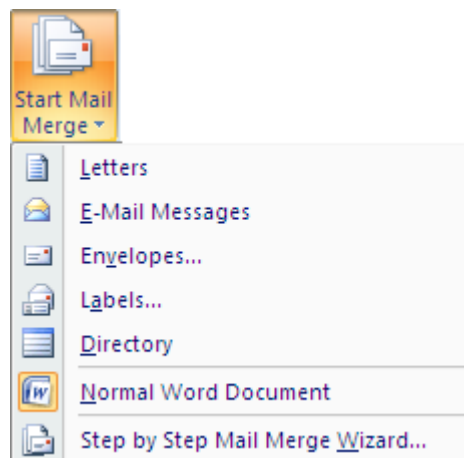 Start Mail
Merge
Letters
E-Mail Messages
Envelopes...
Labels...
Directory
Normal Word Document
Step by Step Mail Merge Wizard...